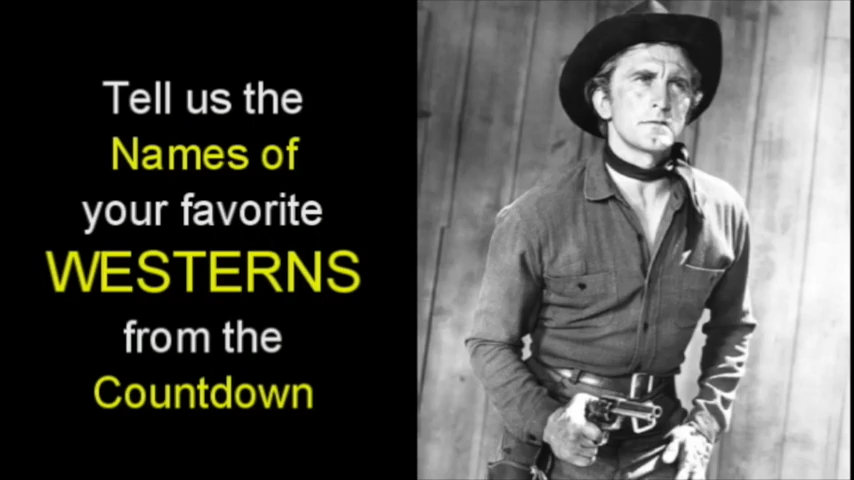 Tell us the
Names of
your favorite
WESTERNS
from the
Countdown